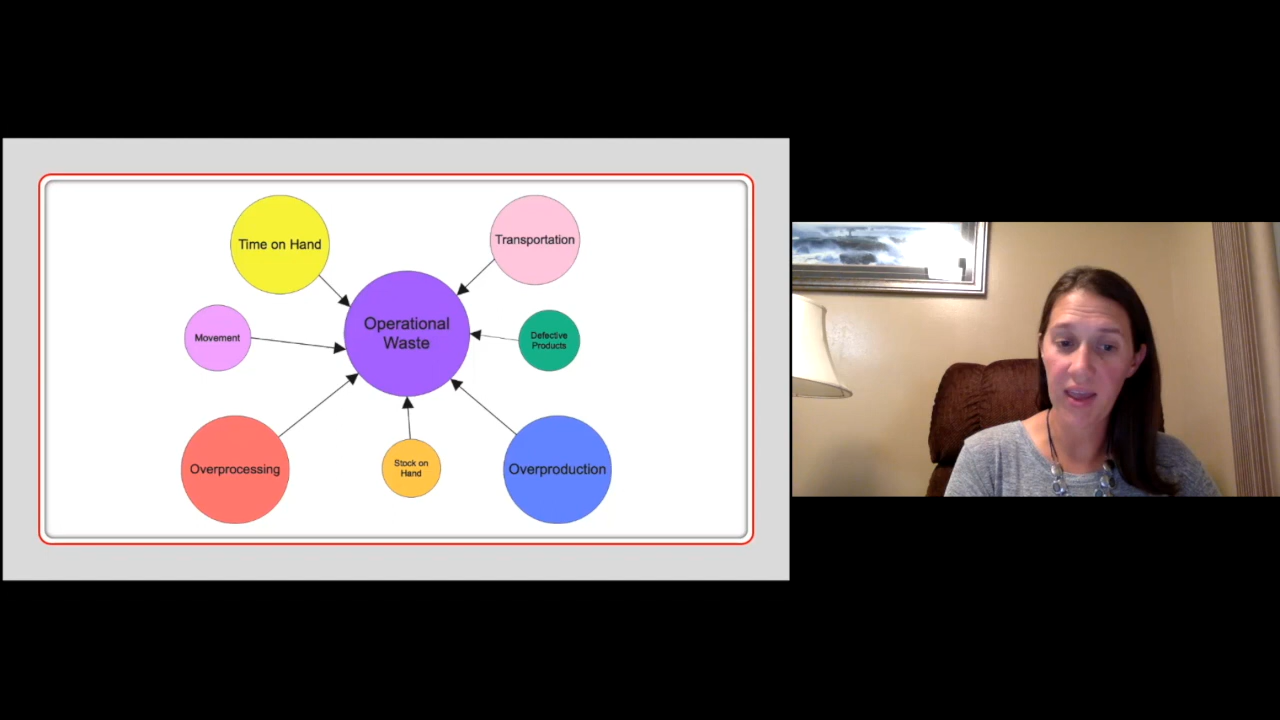 Time on Hand
Transportation
Operational
Waste
Movement
Defective
Products
Overprocessing
Stock on
Hand
Overproduction